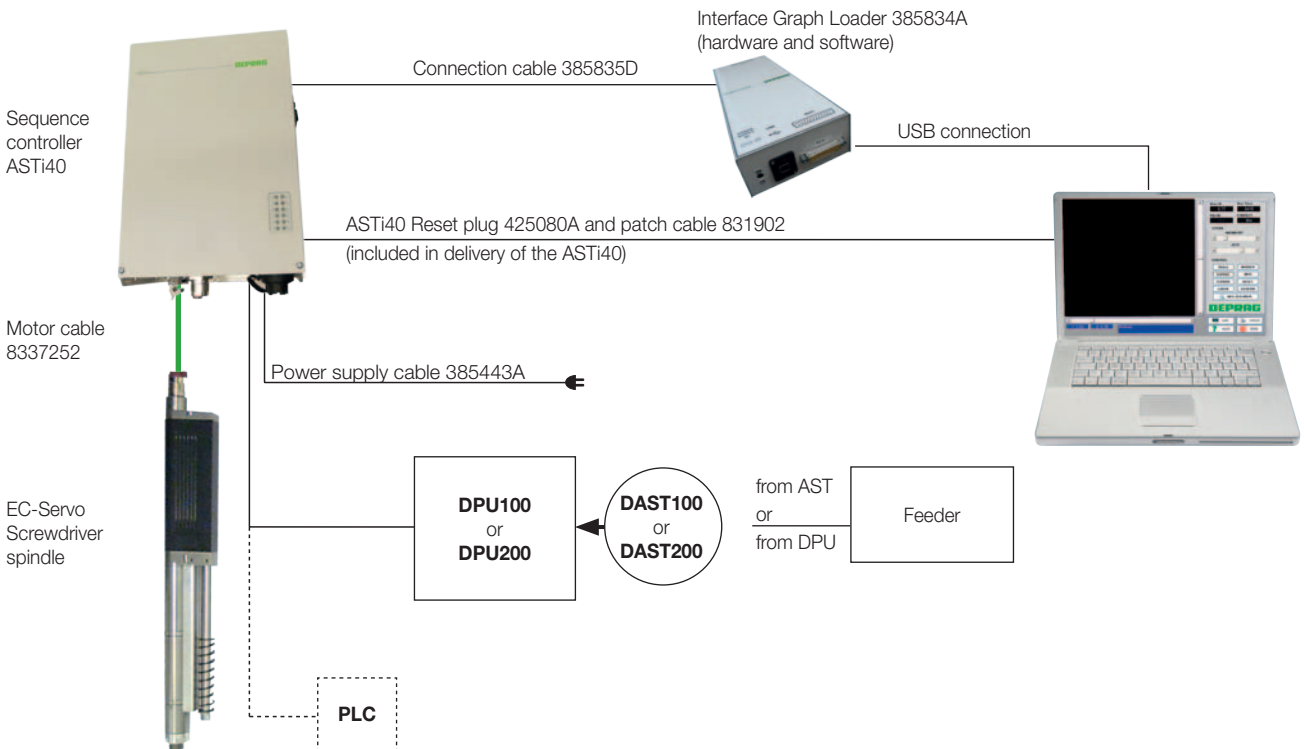 Interface Graph Loader 385834A
(hardware and software)
DEPRAG
Connection cable 385835D
Sequence
controller
ASTi40
USB connection
ASTi40 Reset plug 425080A and patch cable 831902
(included in delivery of the ASTi40)
DEPRAG
Motor cable
8337252
Power supply cable 385443A
EC-Servo
Screwdriver
spindle
DPU100
or
DPU200
DAST100
or
DAST200
from AST
or
from DPU
Feeder
PLC